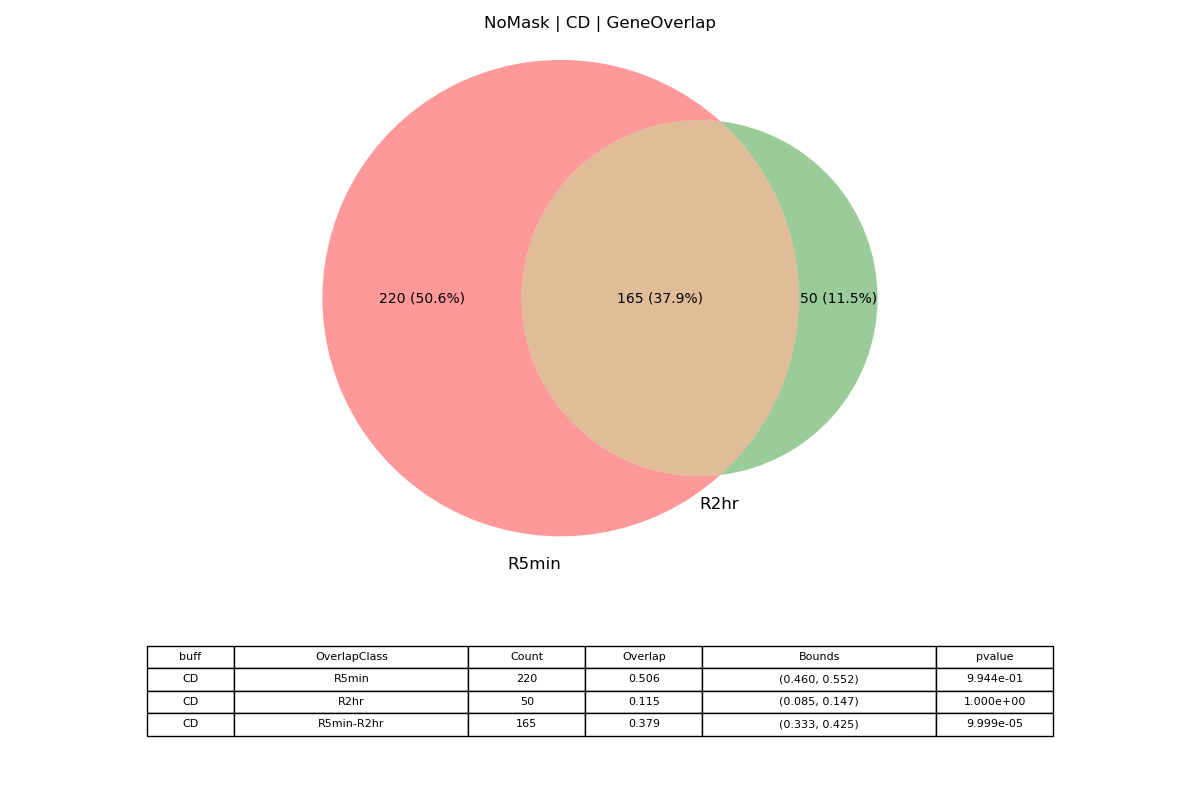 NoMask | CD | GeneOverlap
220 (50.6%) 165 (37.9%) 50 (11.5%)
R2hr
R5min
buff OverlapClass Count Overlap Bounds pvalue
CD R5min 220 0.506 (0.460, 0.552) 9.944e-01
CD R2hr 50 0.115 (0.085, 0.147) 1.000e+00
CD R5min-R2hr 165 0.379 (0.333, 0.425) 9.999e-05